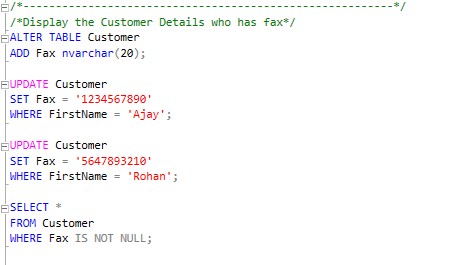 /*----------------------------------------------------------*/
/*Display the Customer Details who has fax*/
ALTER TABLE Customer
ADD Fax nvarchar(20);
UPDATE Customer
SET Fax = '1234567890'
WHERE FirstName = 'Ajay';
UPDATE Customer
SET Fax = '5647893210'
WHERE FirstName = 'Rohan';
SELECT *
FROM Customer
WHERE Fax IS NOT NULL;